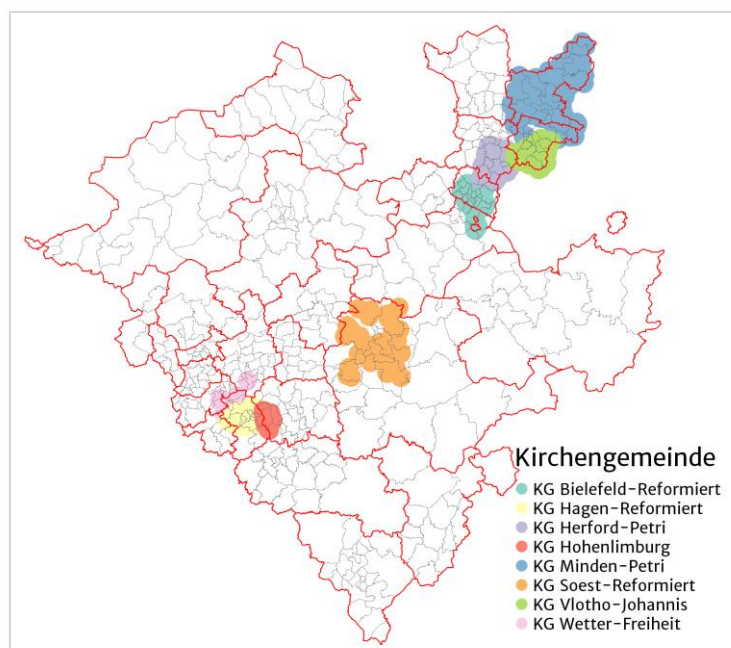 Kirchengemeinde
KG Bielefeld-Reformiert
KG Hagen-Reformiert
KG Herford-Petri
KG Hohenlimburg
KG Minden-Petri
KG Soest-Reformiert
KG Vlotho-Johannis
KG Wetter-Freiheit